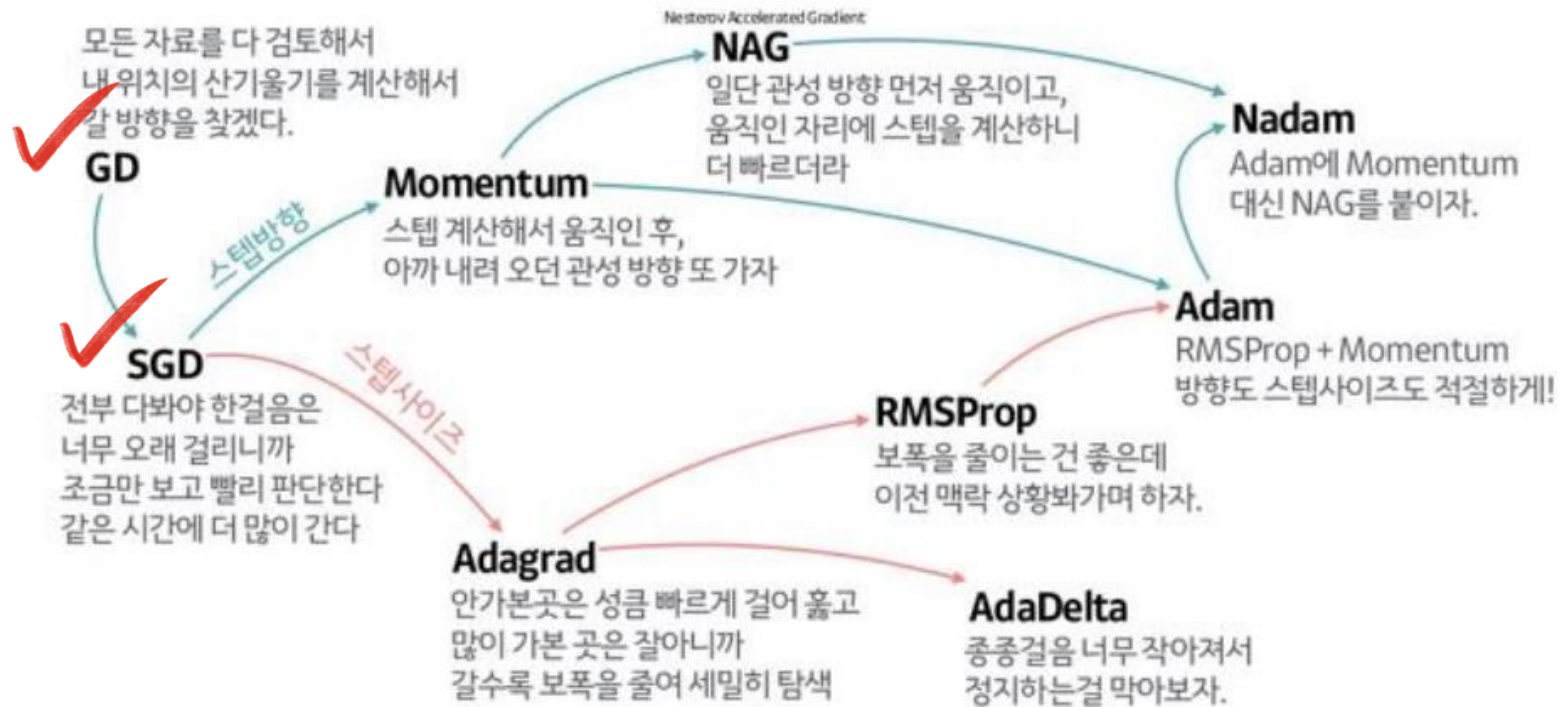 모든 자료를 다 검토해서
내 위치의 산기울기를 계산해서
갈 방향을 찾겠다.
GD
스텝방향
SGD
전부 다봐야 한걸음은
너무 오래 걸리니까
조금만 보고 빨리 판단한다
같은 시간에 더 많이 간다
스텝사이즈
Momentum
스텝 계산해서 움직인 후,
아까 내려 오던 관성 방향 또 가자
Nesterov Accelerated Gradient
NAG
일단 관성 방향 먼저 움직이고,
움직인 자리에 스텝을 계산하니
더 빠르더라
Nadam
Adam에 Momentum
대신 NAG를 붙이자.
Adam
RMSProp + Momentum
방향도 스텝사이즈도 적절하게!
RMSProp
보폭을 줄이는 건 좋은데
이전 맥락 상황봐가며 하자.
Adagrad
안가본곳은 성큼 빠르게 걸어 훓고
많이 가본 곳은 잘아니까
갈수록 보폭을 줄여 세밀히 탐색
AdaDelta
종종걸음 너무 작아져서
정지하는걸 막아보자.